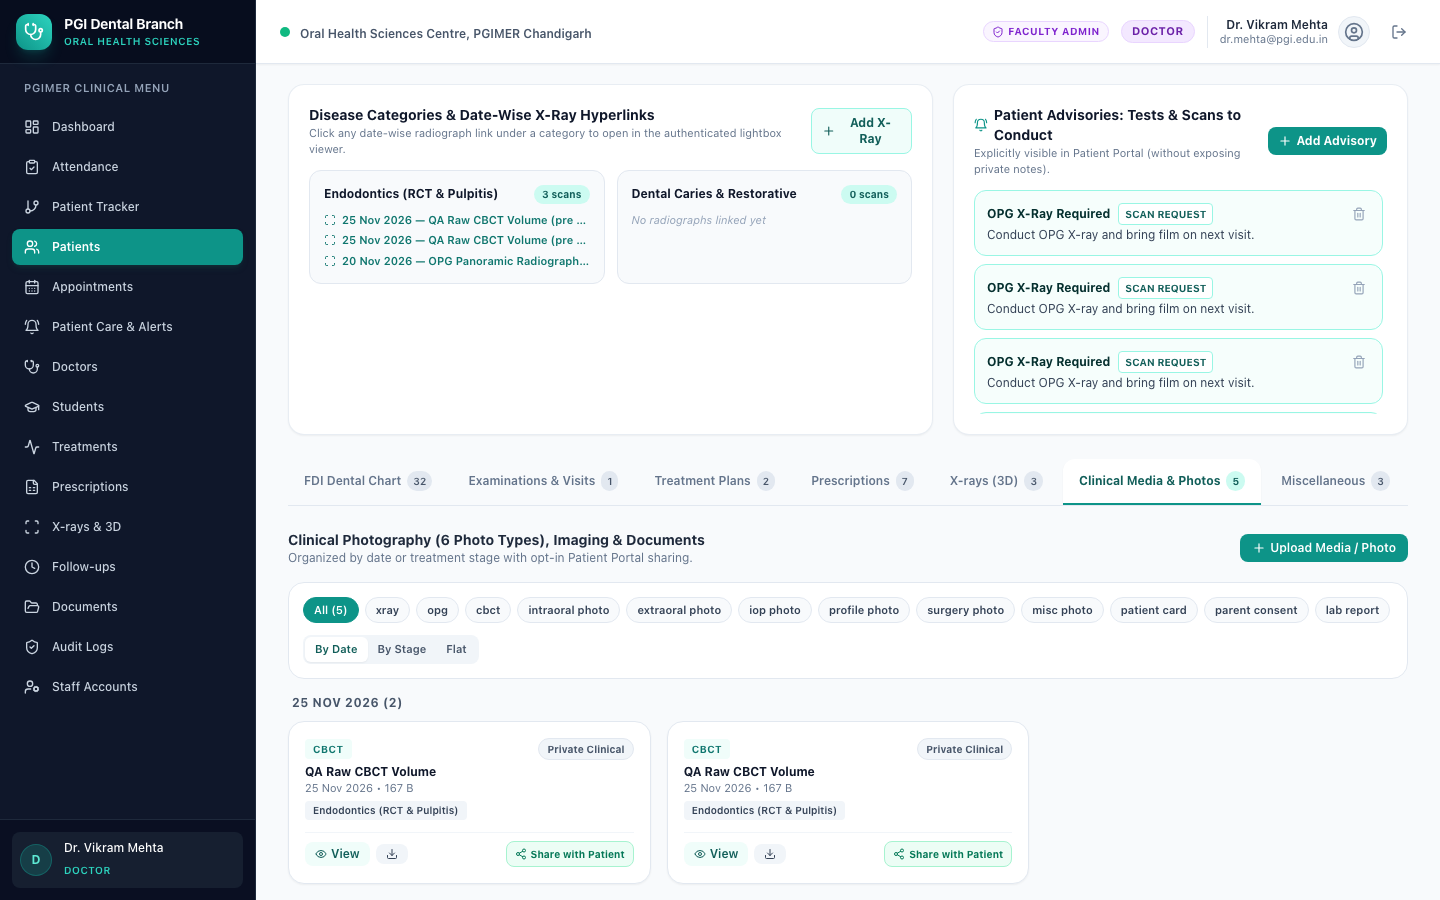 PGI Dental Branch
ORAL HEALTH SCIENCES
PGIMER CLINICAL MENU
Dashboard
Attendance
Patient Tracker
Patients
Appointments
Patient Care & Alerts
Doctors
Students
Treatments
Prescriptions
X-rays & 3D
Follow-ups
Documents
Audit Logs
Staff Accounts
D
Dr. Vikram Mehta
DOCTOR
Oral Health Sciences Centre, PGIMER Chandigarh
FACULTY ADMIN
DOCTOR
Dr. Vikram Mehta
dr.mehta@pgi.edu.in
Disease Categories & Date-Wise X-Ray Hyperlinks
Click any date-wise radiograph link under a category to open in the authenticated lightbox
viewer.
Add X-
Ray
Endodontics (RCT & Pulpitis)
3 scans
25 Nov 2026 — QA Raw CBCT Volume (pre ...
25 Nov 2026 — QA Raw CBCT Volume (pre ...
20 Nov 2026 — OPG Panoramic Radiograph...
Dental Caries & Restorative
0 scans
No radiographs linked yet
Patient Advisories: Tests & Scans to
Conduct
Explicitly visible in Patient Portal (without exposing
private notes).
Add Advisory
OPG X-Ray Required SCAN REQUEST
Conduct OPG X-ray and bring film on next visit.
OPG X-Ray Required SCAN REQUEST
Conduct OPG X-ray and bring film on next visit.
OPG X-Ray Required SCAN REQUEST
Conduct OPG X-ray and bring film on next visit.
FDI Dental Chart 32
Examinations & Visits 1
Treatment Plans 2
Prescriptions 7
X-rays (3D) 3
Clinical Media & Photos 5
Miscellaneous 3
Clinical Photography (6 Photo Types), Imaging & Documents
Organized by date or treatment stage with opt-in Patient Portal sharing.
Upload Media / Photo
All (5) xray opg cbct intraoral photo extraoral photo iop photo profile photo surgery photo misc photo patient card parent consent lab report
By Date By Stage Flat
25 NOV 2026 (2)
CBCT
Private Clinical
QA Raw CBCT Volume
25 Nov 2026 • 167 B
Endodontics (RCT & Pulpitis)
View
Share with Patient
CBCT
Private Clinical
QA Raw CBCT Volume
25 Nov 2026 • 167 B
Endodontics (RCT & Pulpitis)
View
Share with Patient